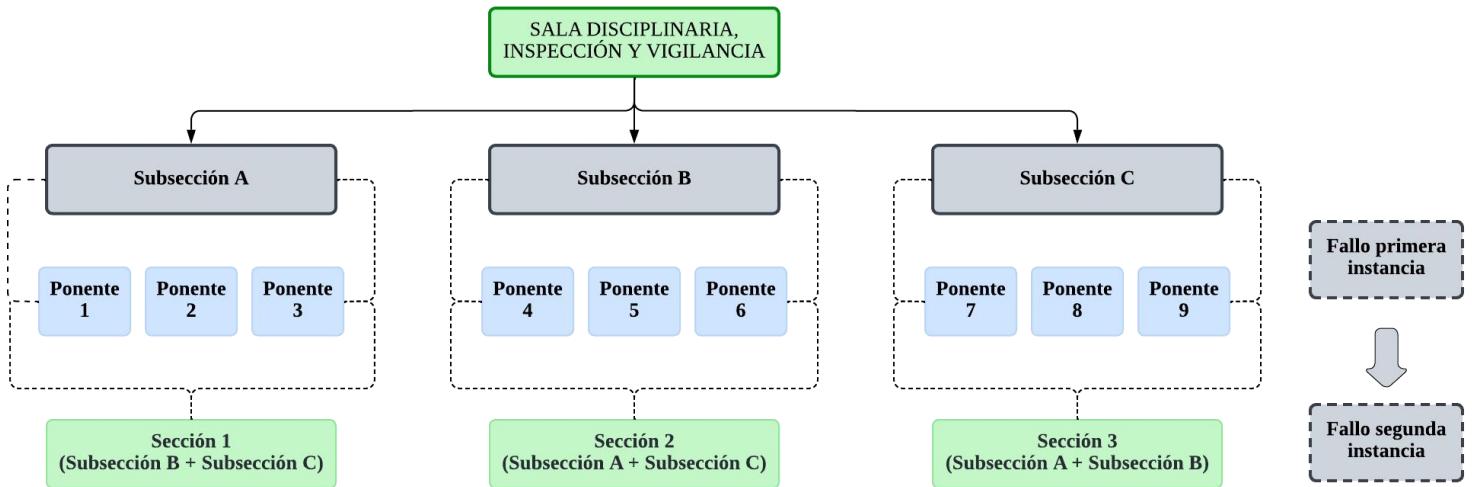 SALA DISCIPLINARIA,
INSPECCIÓN Y VIGILANCIA
Subsección A
Subsección B
Subsección C
Ponente
1
Ponente
2
Ponente
3
Ponente
4
Ponente
5
Ponente
6
Ponente
7
Ponente
8
Ponente
9
Fallo primera
instancia
Sección 1
(Subsección B + Subsección C)
Sección 2
(Subsección A + Subsección C)
Sección 3
(Subsección A + Subsección B)
Fallo segunda
instancia